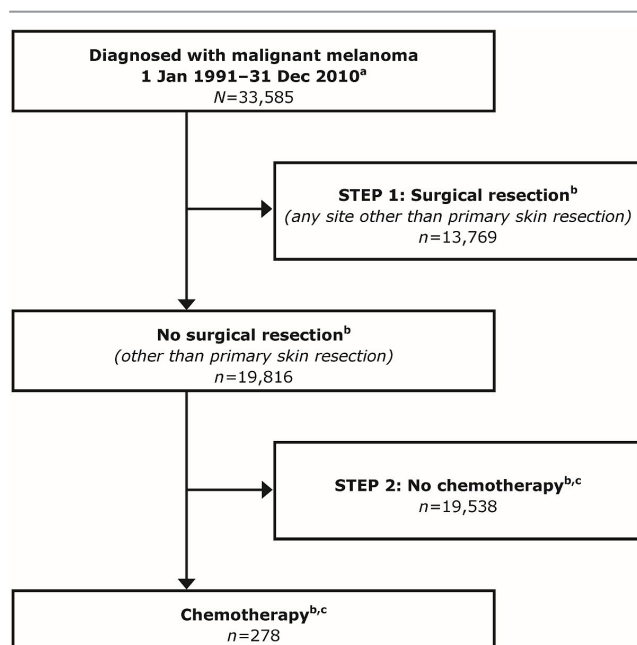 Diagnosed with malignant melanoma
1 Jan 1991–31 Dec 2010a
N=33,585
STEP 1: Surgical resectionb
(any site other than primary skin resection)
n=13,769
No surgical resectionb
(other than primary skin resection)
n=19,816
STEP 2: No chemotherapyb,c
n=19,538
Chemotherapyb,c
n=278